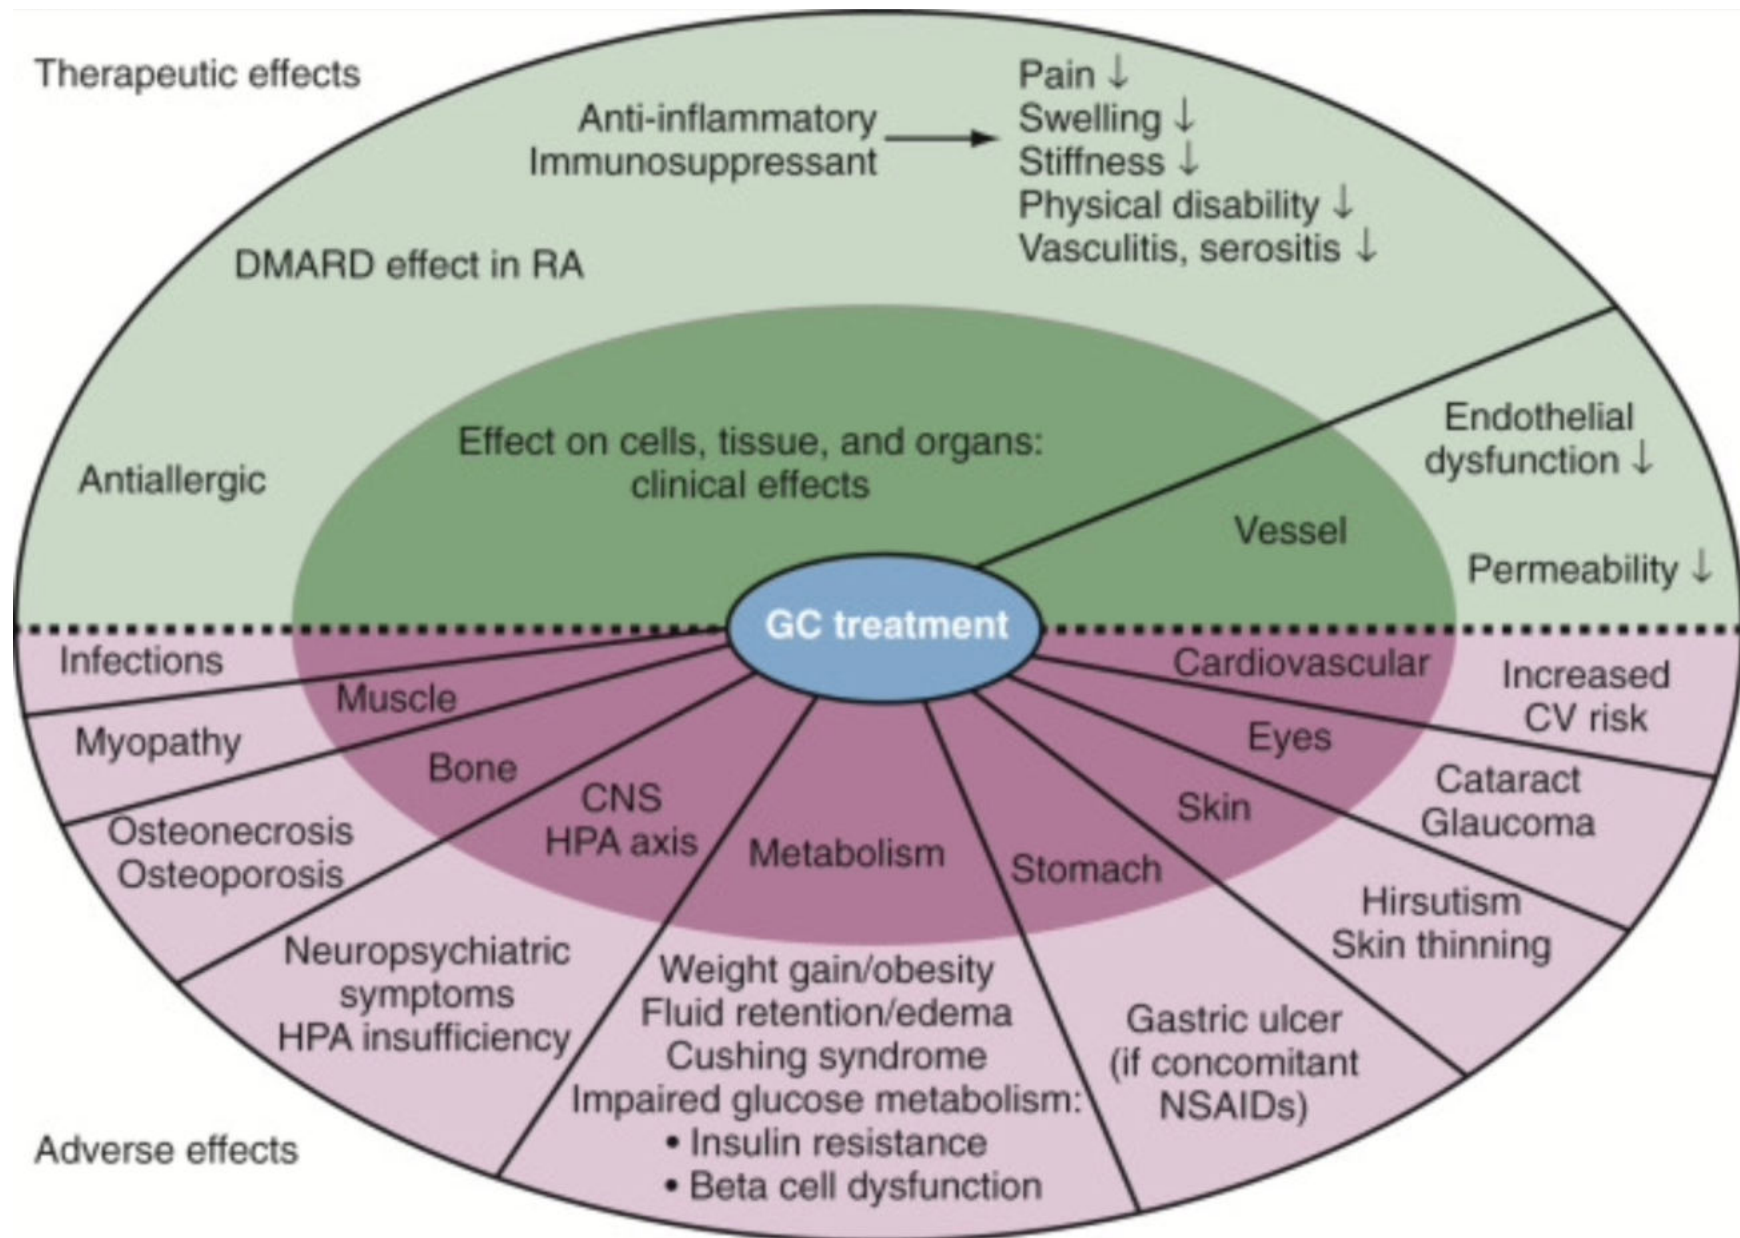 Therapeutic effects
Anti-inflammatory
Immunosuppressant
Pain ↓
Swelling ↓
Stiffness ↓
Physical disability ↓
Vasculitis, serositis ↓
DMARD effect in RA
Antiallergic
Effect on cells, tissue, and organs:
clinical effects
Vessel
Endothelial
dysfunction ↓
Permeability ↓
GC treatment
Infections
Muscle
Myopathy
Bone
Osteonecrosis
Osteoporosis
CNS
HPA axis
Neuropsychiatric
symptoms
HPA insufficiency
Metabolism
Weight gain/obesity
Fluid retention/edema
Cushing syndrome
Impaired glucose metabolism:
• Insulin resistance
• Beta cell dysfunction
Stomach
Gastric ulcer
(if concomitant
NSAIDs)
Skin
Hirsutism
Skin thinning
Eyes
Cataract
Glaucoma
Cardiovascular
Increased
CV risk
Adverse effects